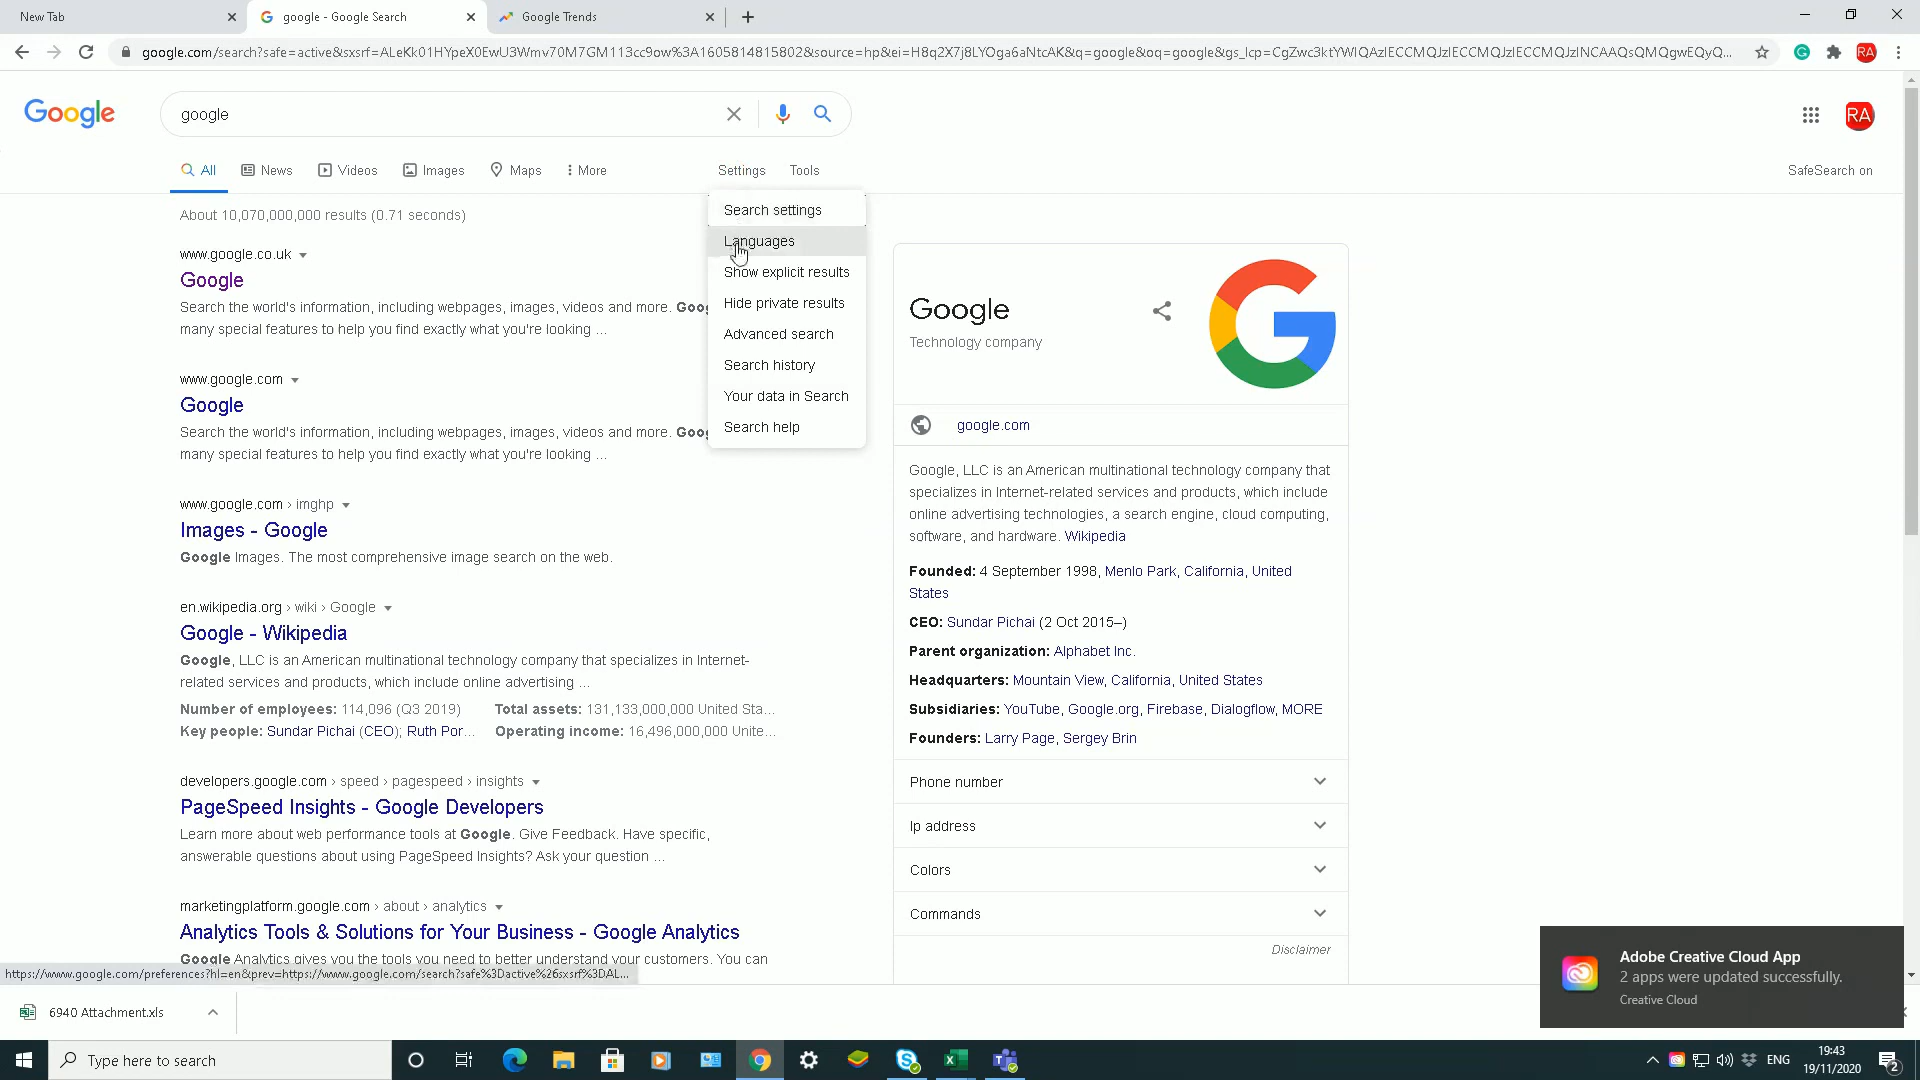 New Tab
google - Google Search
Google Trends
google.com/search?safe=active&sxsrf=ALeKk01HYpeX0EwU3Wmv70M7GM113cc9ow%3A1605814815802&source=hp&ei=H8q2X7j8LYOga6aNtcAK&q=google&oq=google&gs_lcp=CgZwc3ktYWIQAzIECCMQJzIECCMQJzIECCMQJzINCAAQsQMQgwEQyQ...
RA
Google
google
RA
All
News
Videos
Images
Maps
More
Settings
Tools
SafeSearch on
Search settings
Languages
Show explicit results
Hide private results
Advanced search
Search history
Your data in Search
Search help
About 10,070,000,000 results (0.71 seconds)
www.google.co.uk
Google
Search the world's information, including webpages, images, videos and more. Goog
many special features to help you find exactly what you're looking ...
www.google.com
Google
Search the world's information, including webpages, images, videos and more. Goog
many special features to help you find exactly what you're looking ...
www.google.com › imghp
Images - Google
Google Images. The most comprehensive image search on the web.
en.wikipedia.org › wiki › Google
Google - Wikipedia
Google, LLC is an American multinational technology company that specializes in Internet-
related services and products, which include online advertising ...
Number of employees: 114,096 (Q3 2019) Total assets: 131,133,000,000 United Sta...
Key people: Sundar Pichai (CEO); Ruth Por... Operating income: 16,496,000,000 Unite...
developers.google.com › speed › pagespeed › insights
PageSpeed Insights - Google Developers
Learn more about web performance tools at Google. Give Feedback. Have specific,
answerable questions about using PageSpeed Insights? Ask your question ...
marketingplatform.google.com › about › analytics
Analytics Tools & Solutions for Your Business - Google Analytics
Google Analytics gives you the tools you need to better understand your customers. You can
https://www.google.com/preferences?hl=en&prev=https://www.google.com/search?safe%3Dactive%26sxsrf%3DAL...
Google
Technology company
google.com
Google, LLC is an American multinational technology company that
specializes in Internet-related services and products, which include
online advertising technologies, a search engine, cloud computing,
software, and hardware. Wikipedia
Founded: 4 September 1998, Menlo Park, California, United
States
CEO: Sundar Pichai (2 Oct 2015–)
Parent organization: Alphabet Inc.
Headquarters: Mountain View, California, United States
Subsidiaries: YouTube, Google.org, Firebase, Dialogflow, MORE
Founders: Larry Page, Sergey Brin
Phone number
Ip address
Colors
Commands
Disclaimer
Adobe Creative Cloud App
2 apps were updated successfully.
Creative Cloud
6940 Attachment.xls
Type here to search
ENG
19:43
19/11/2020
2